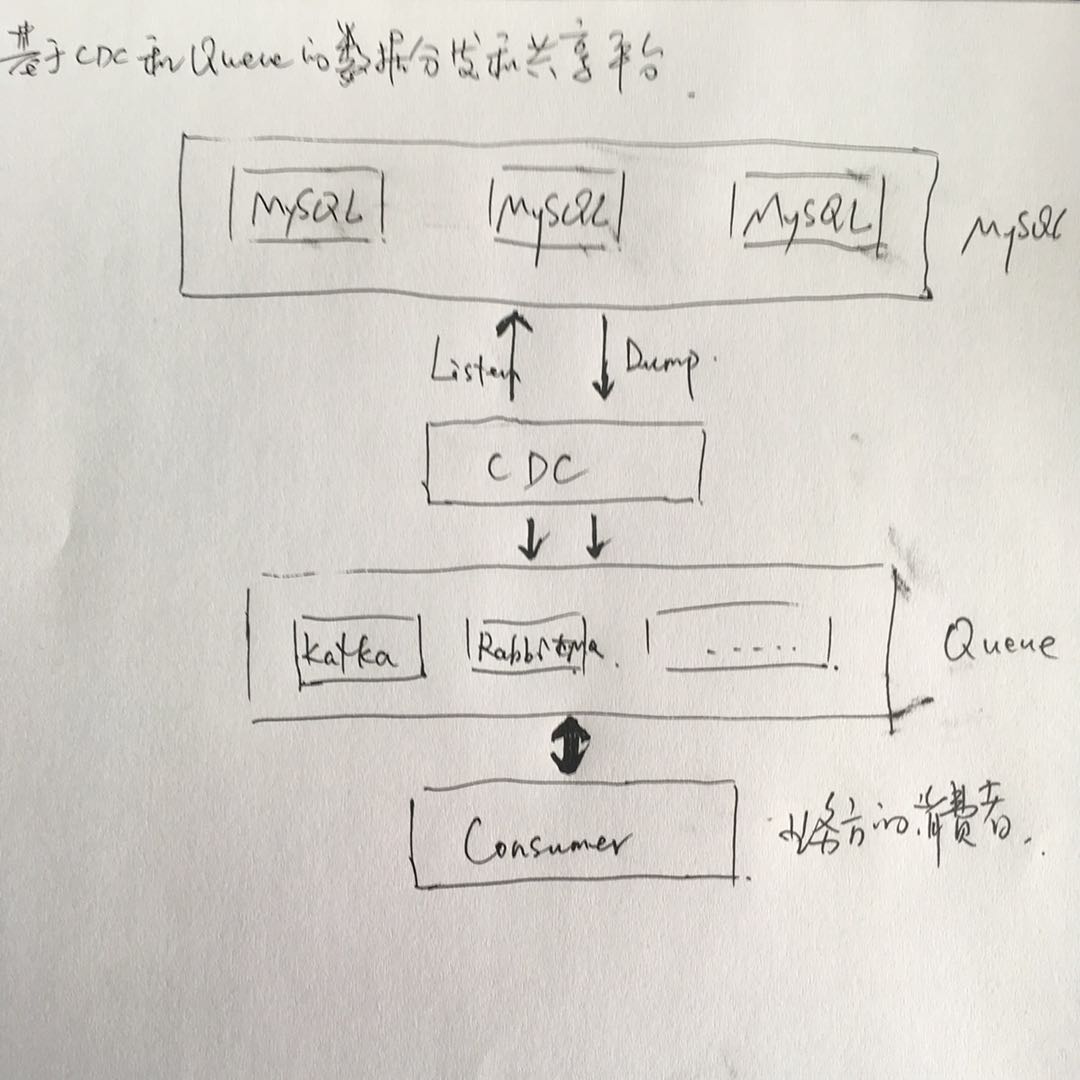 基于CDC和Queue的数据分发和共享平台.
MySQL MySQL MySQL MySQL
Listen Dump.
CDC
Kafka RabbitMQ ...... Queue
Consumer 业务方的消费者..